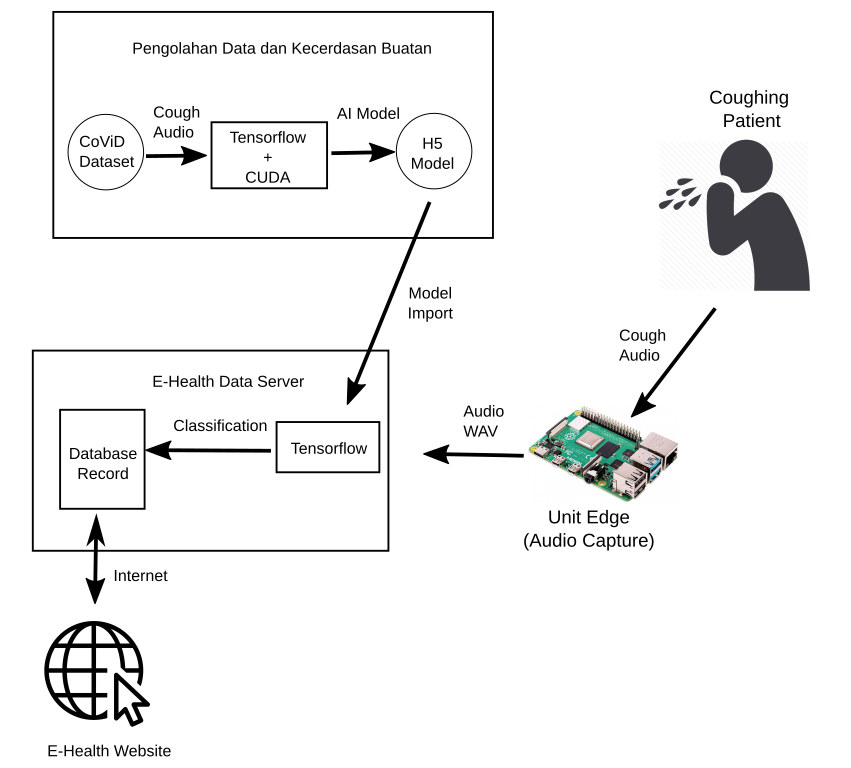 Pengolahan Data dan Kecerdasan Buatan
CoViD
Dataset
Cough
Audio
Tensorflow
+
CUDA
AI Model
H5
Model
Coughing
Patient
Model
Import
Cough
Audio
E-Health Data Server
Database
Record
Classification
Tensorflow
Audio
WAV
Unit Edge
(Audio Capture)
Internet
E-Health Website